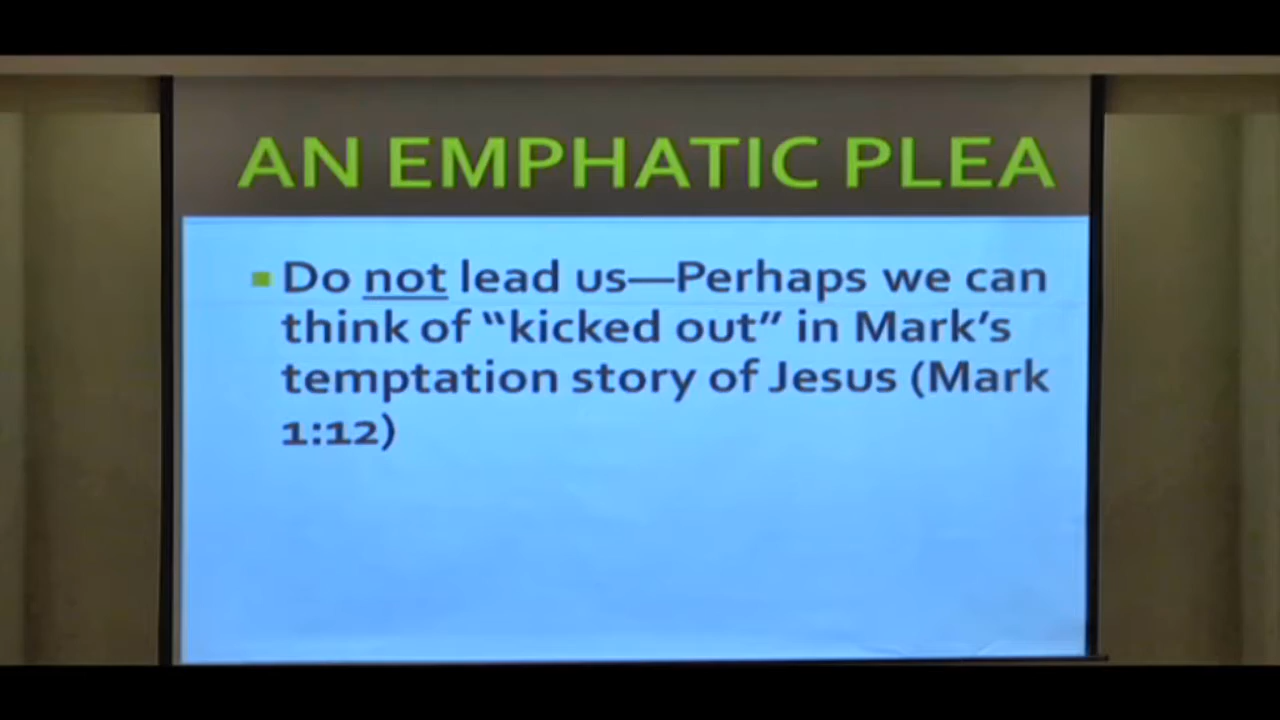 AN EMPHATIC PLEA
Do not lead us—Perhaps we can
think of “kicked out” in Mark’s
temptation story of Jesus (Mark
1:12)